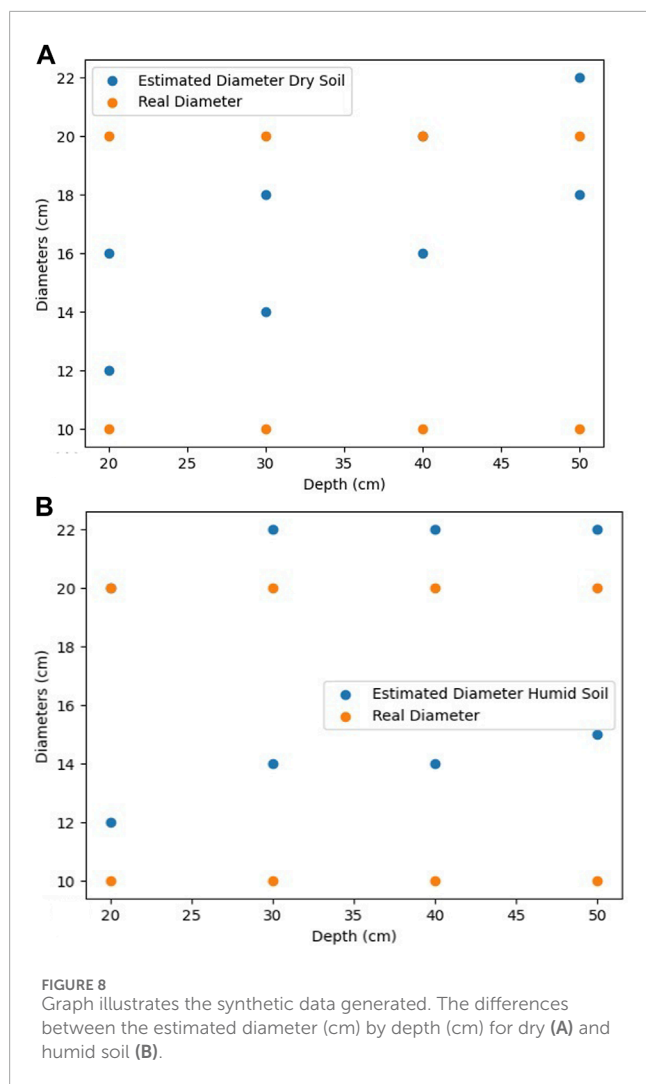 A
Estimated Diameter Dry Soil
Real Diameter
22
20
18
16
14
12
10
Diameters (cm)
20 25 30 35 40 45 50
Depth (cm)
B
22
20
18
16
14
12
10
Diameters (cm)
Estimated Diameter Humid Soil
Real Diameter
20 25 30 35 40 45 50
Depth (cm)
FIGURE 8
Graph illustrates the synthetic data generated. The differences
between the estimated diameter (cm) by depth (cm) for dry (A) and
humid soil (B).